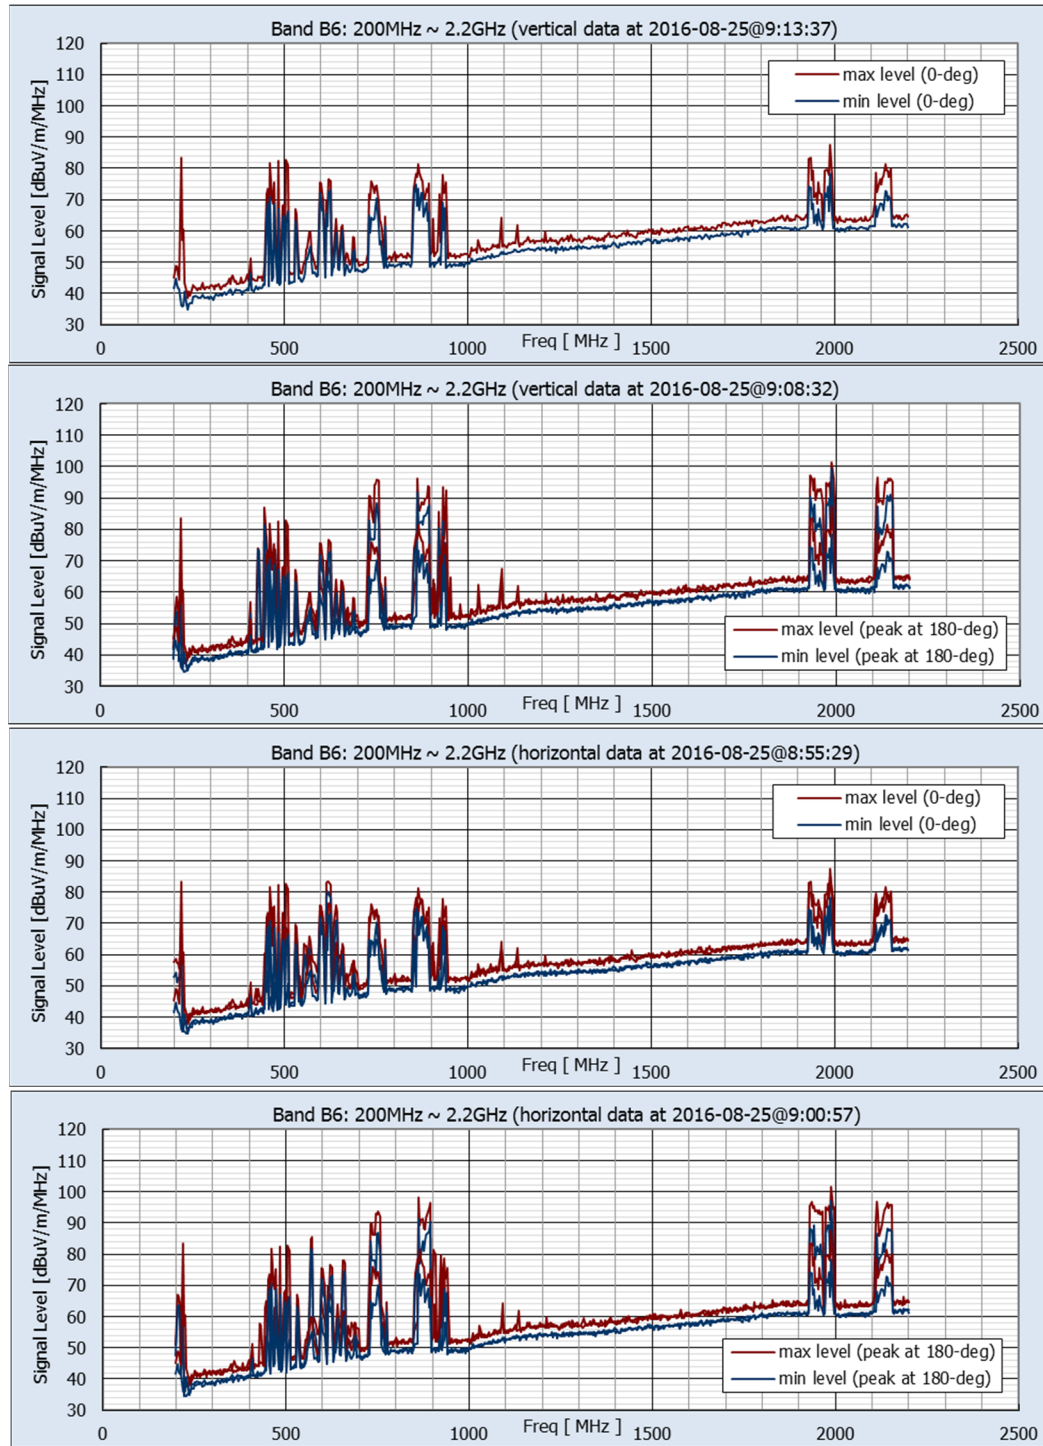 Band B6: 200MHz ~ 2.2GHz (vertical data at 2016-08-25@9:13:37)
120
110
100
90
80
70
60
50
40
30
Signal Level [dBuV/m/MHz]
max level (0-deg)
min level (0-deg)
Freq [ MHz ]
0 500 1000 1500 2000 2500
Band B6: 200MHz ~ 2.2GHz (vertical data at 2016-08-25@9:08:32)
120
110
100
90
80
70
60
50
40
30
Signal Level [dBuV/m/MHz]
max level (peak at 180-deg)
min level (peak at 180-deg)
Freq [ MHz ]
0 500 1000 1500 2000 2500
Band B6: 200MHz ~ 2.2GHz (horizontal data at 2016-08-25@8:55:29)
120
110
100
90
80
70
60
50
40
30
Signal Level [dBuV/m/MHz]
max level (0-deg)
min level (0-deg)
Freq [ MHz ]
0 500 1000 1500 2000 2500
Band B6: 200MHz ~ 2.2GHz (horizontal data at 2016-08-25@9:00:57)
120
110
100
90
80
70
60
50
40
30
Signal Level [dBuV/m/MHz]
max level (peak at 180-deg)
min level (peak at 180-deg)
Freq [ MHz ]
0 500 1000 1500 2000 2500